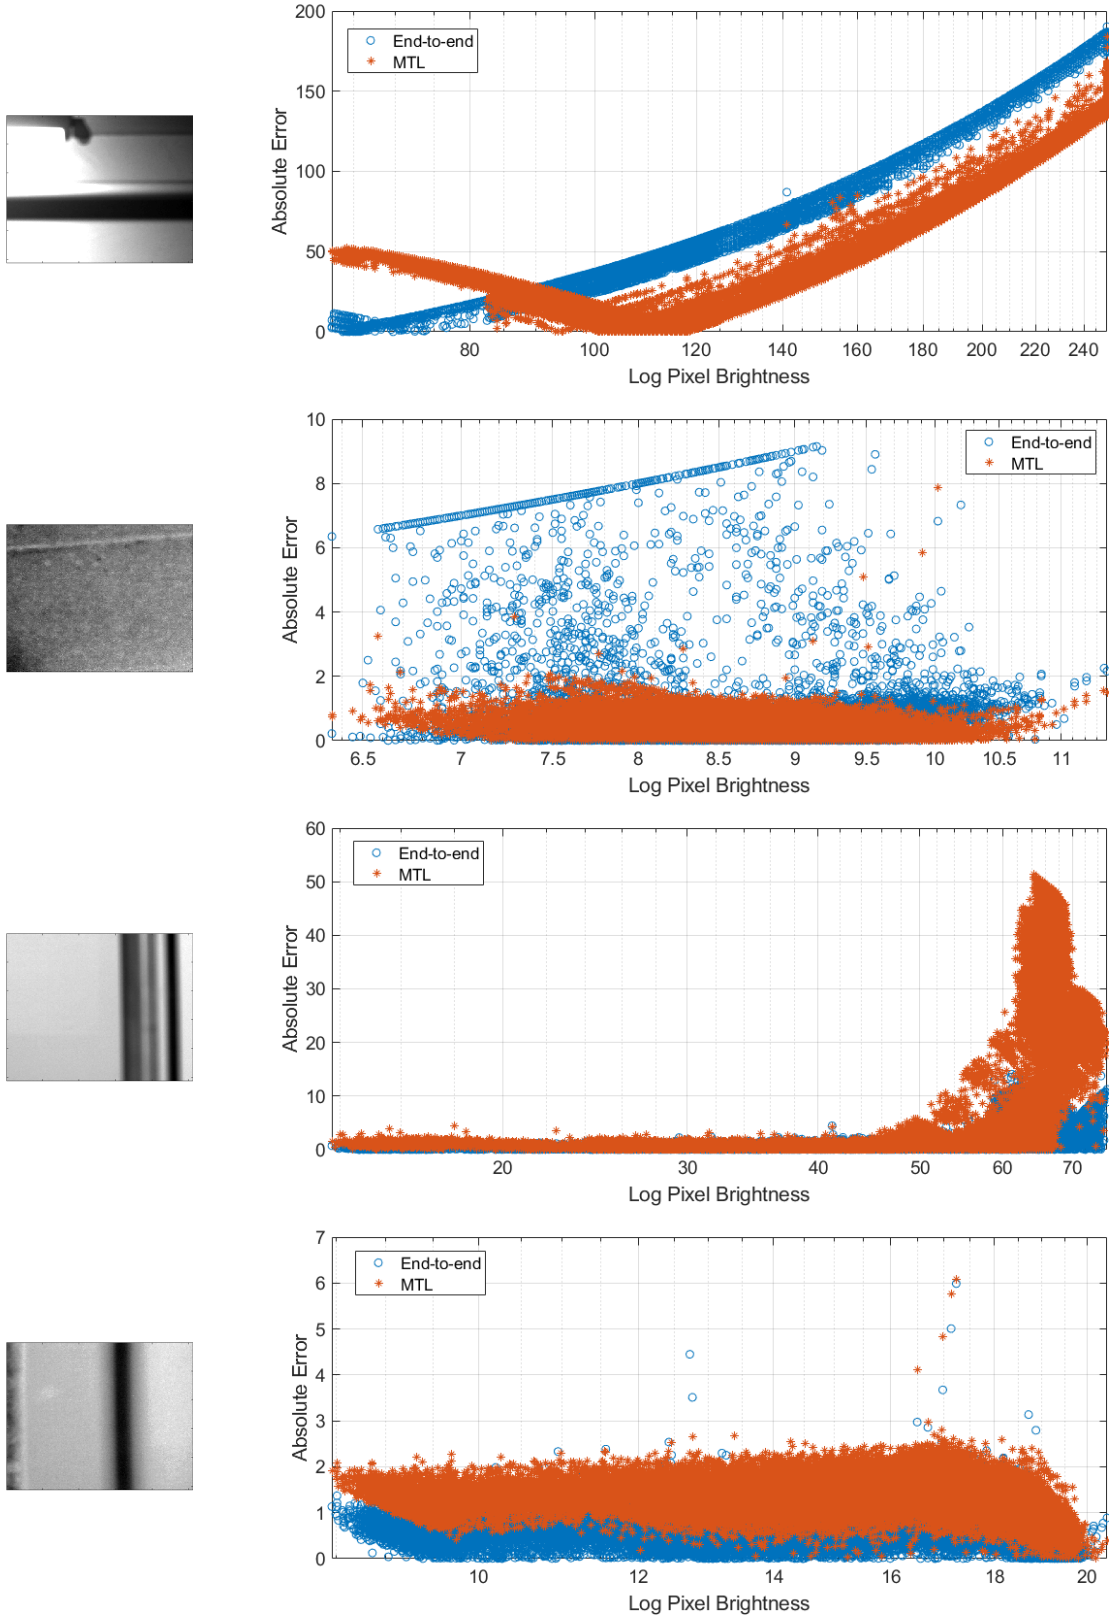 200
150
100
50
0
Absolute Error
End-to-end
MTL
80 100 120 140 160 180 200 220 240
Log Pixel Brightness
10
8
6
4
2
0
Absolute Error
End-to-end
MTL
6.5 7 7.5 8 8.5 9 9.5 10 10.5 11
Log Pixel Brightness
60
50
40
30
20
10
0
Absolute Error
End-to-end
MTL
20 30 40 50 60 70
Log Pixel Brightness
7
6
5
4
3
2
1
0
Absolute Error
End-to-end
MTL
10 12 14 16 18 20
Log Pixel Brightness